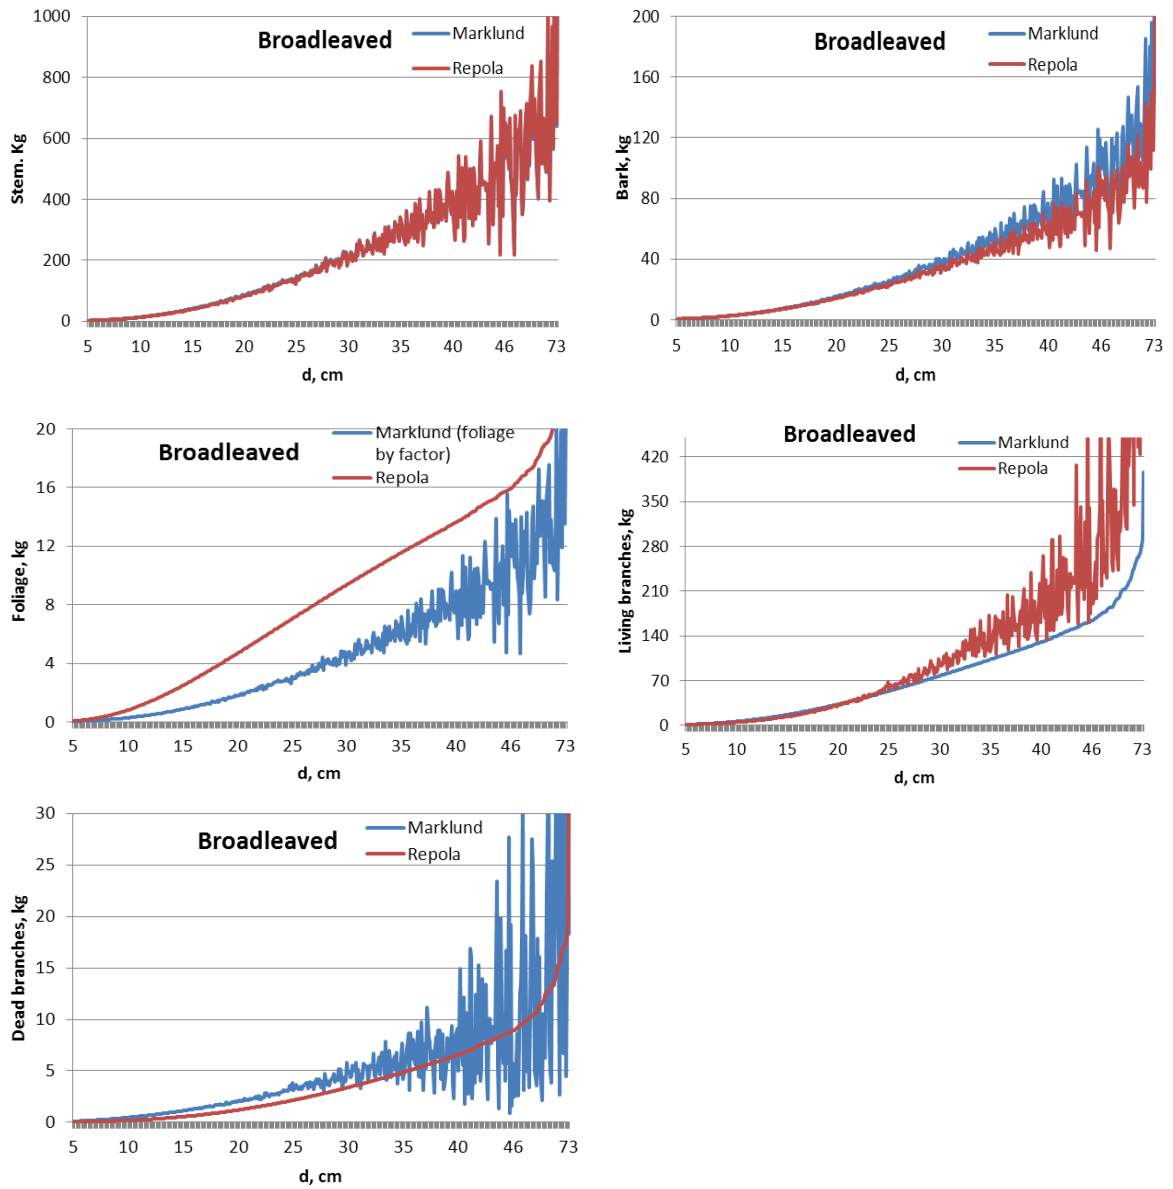 Broadleaved
Marklund
Repola
Stem. Kg
1000
800
600
400
200
0
5 10 15 20 25 30 35 40 46 73
d, cm
Broadleaved
Marklund
Repola
Bark, kg
200
160
120
80
40
0
5 10 15 20 25 30 35 40 46 73
d, cm
Broadleaved
Marklund (foliage
by factor)
Repola
Foliage, kg
20
16
12
8
4
0
5 10 15 20 25 30 35 40 46 73
d, cm
Broadleaved
Marklund
Repola
Living branches, kg
420
350
280
210
140
70
0
5 10 15 20 25 30 35 40 46 73
d, cm
Broadleaved
Marklund
Repola
Dead branches, kg
30
25
20
15
10
5
0
5 10 15 20 25 30 35 40 46 73
d, cm